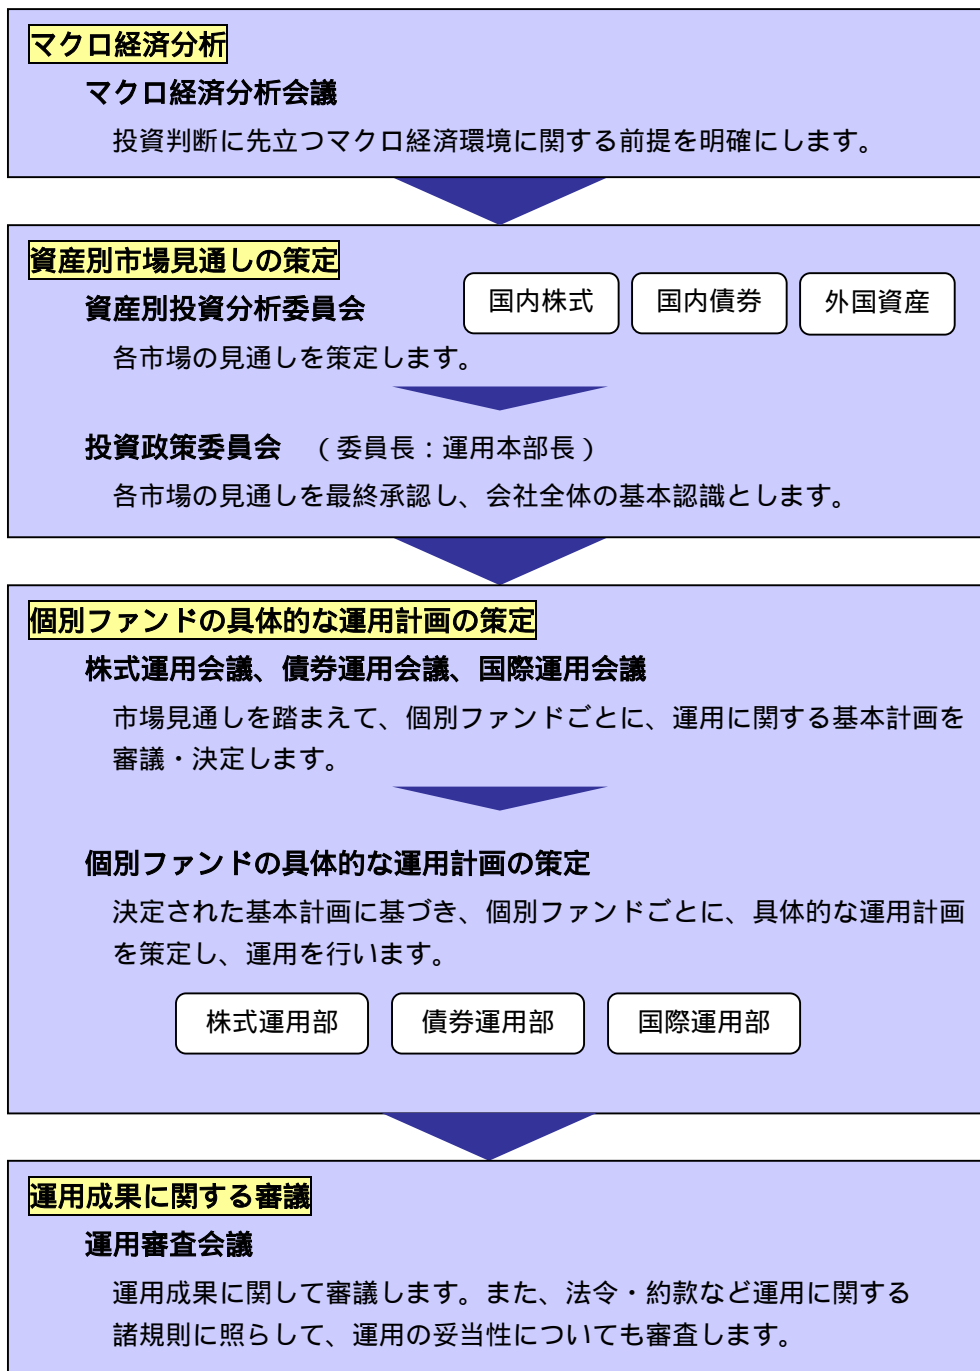 マクロ経済分析
マクロ経済分析会議
投資判断に先立つマクロ経済環境に関する前提を明確にします。
資産別市場見通しの策定
資産別投資分析委員会
国内株式
国内債券
外国資産
各市場の見通しを策定します。
投資政策委員会　（委員長：運用本部長）
各市場の見通しを最終承認し、会社全体の基本認識とします。
個別ファンドの具体的な運用計画の策定
株式運用会議、債券運用会議、国際運用会議
市場見通しを踏まえて、個別ファンドごとに、運用に関する基本計画を
審議・決定します。
個別ファンドの具体的な運用計画の策定
決定された基本計画に基づき、個別ファンドごとに、具体的な運用計画
を策定し、運用を行います。
株式運用部
債券運用部
国際運用部
運用成果に関する審議
運用審査会議
運用成果に関して審議します。また、法令・約款など運用に関する
諸規則に照らして、運用の妥当性についても審査します。